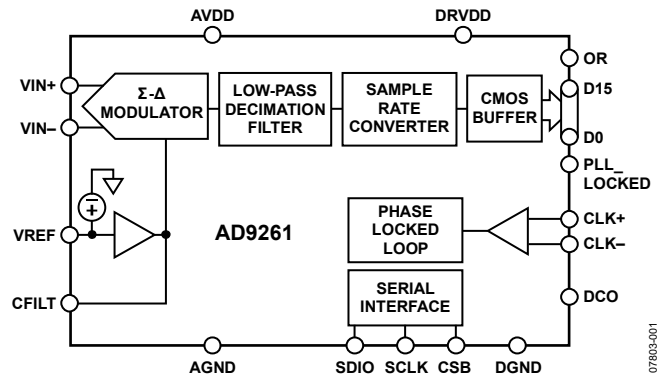 AVDD
DRVDD
OR
VIN+
VIN–
Σ-Δ
MODULATOR
LOW-PASS
DECIMATION
FILTER
SAMPLE
RATE
CONVERTER
CMOS
BUFFER
D15
D0
PLL_
LOCKED
VREF
AD9261
PHASE
LOCKED
LOOP
CLK+
CLK–
CFILT
SERIAL
INTERFACE
DCO
AGND
SDIO
SCLK
CSB
DGND
07803-001